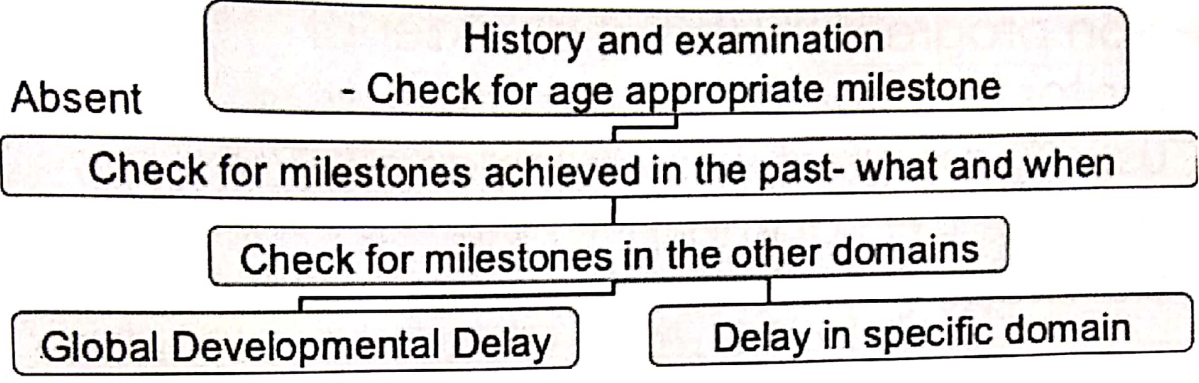 History and examination
- Check for age appropriate milestone
Absent
Check for milestones achieved in the past- what and when
Check for milestones in the other domains
Global Developmental Delay
Delay in specific domain